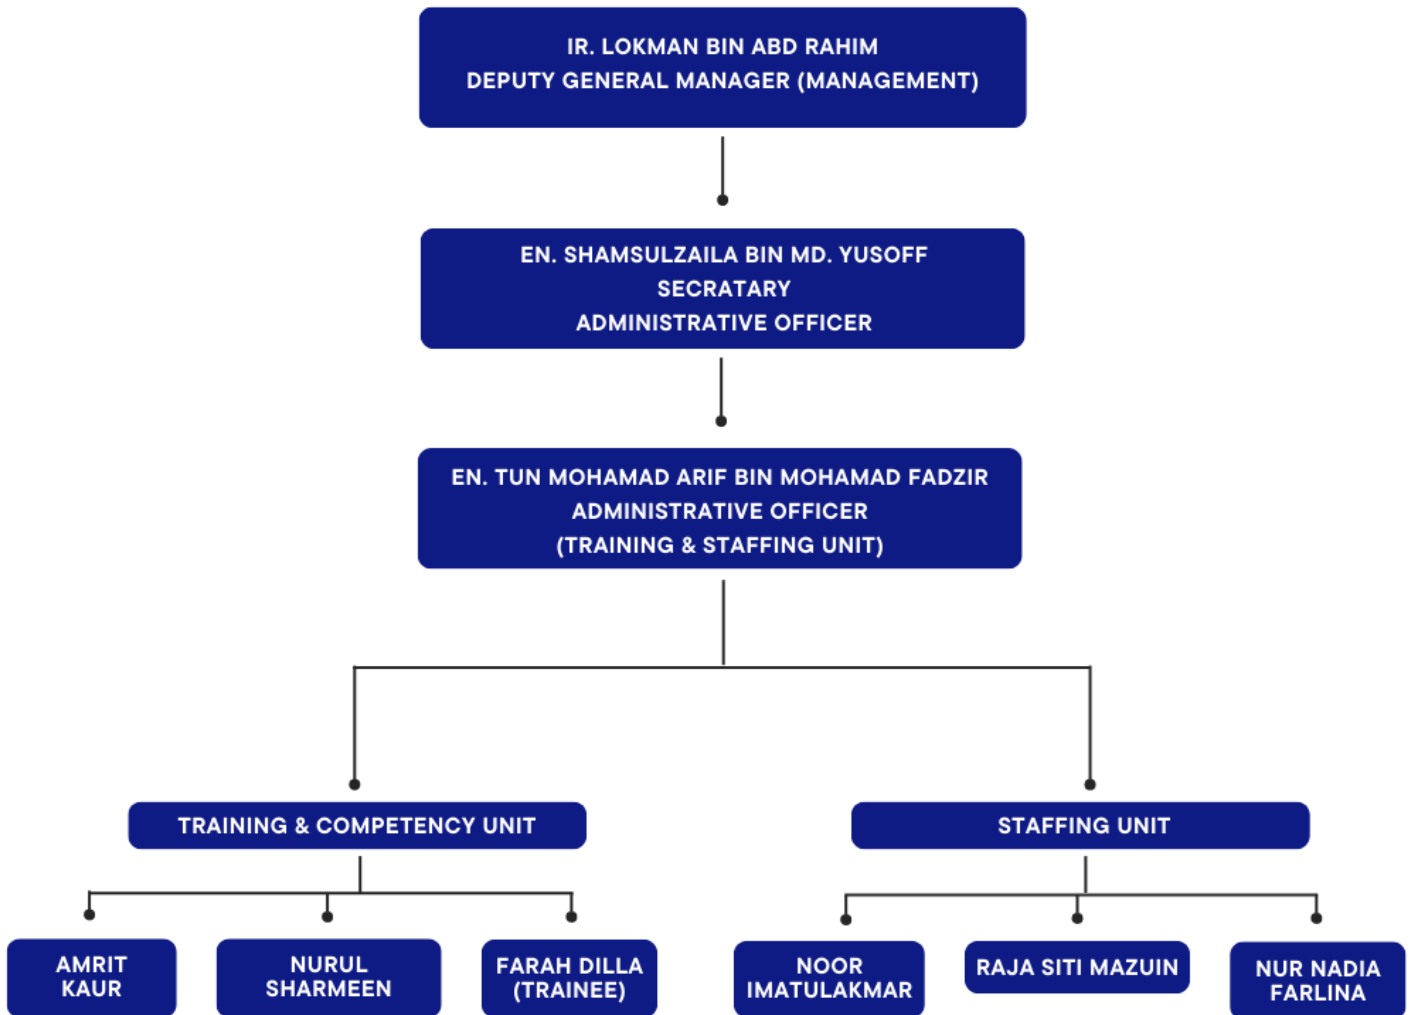 IR. LOKMAN BIN ABD RAHIM
DEPUTY GENERAL MANAGER (MANAGEMENT)
EN. SHAMSULZAILA BIN MD. YUSOFF
SECRATARY
ADMINISTRATIVE OFFICER
EN. TUN MOHAMAD ARIF BIN MOHAMAD FADZIR
ADMINISTRATIVE OFFICER
(TRAINING & STAFFING UNIT)
TRAINING & COMPETENCY UNIT
AMRIT
KAUR
NURUL
SHARMEEN
FARAH DILLA
(TRAINEE)
STAFFING UNIT
NOOR
IMATULAKMAR
RAJA SITI MAZUIN
NUR NADIA
FARLINA